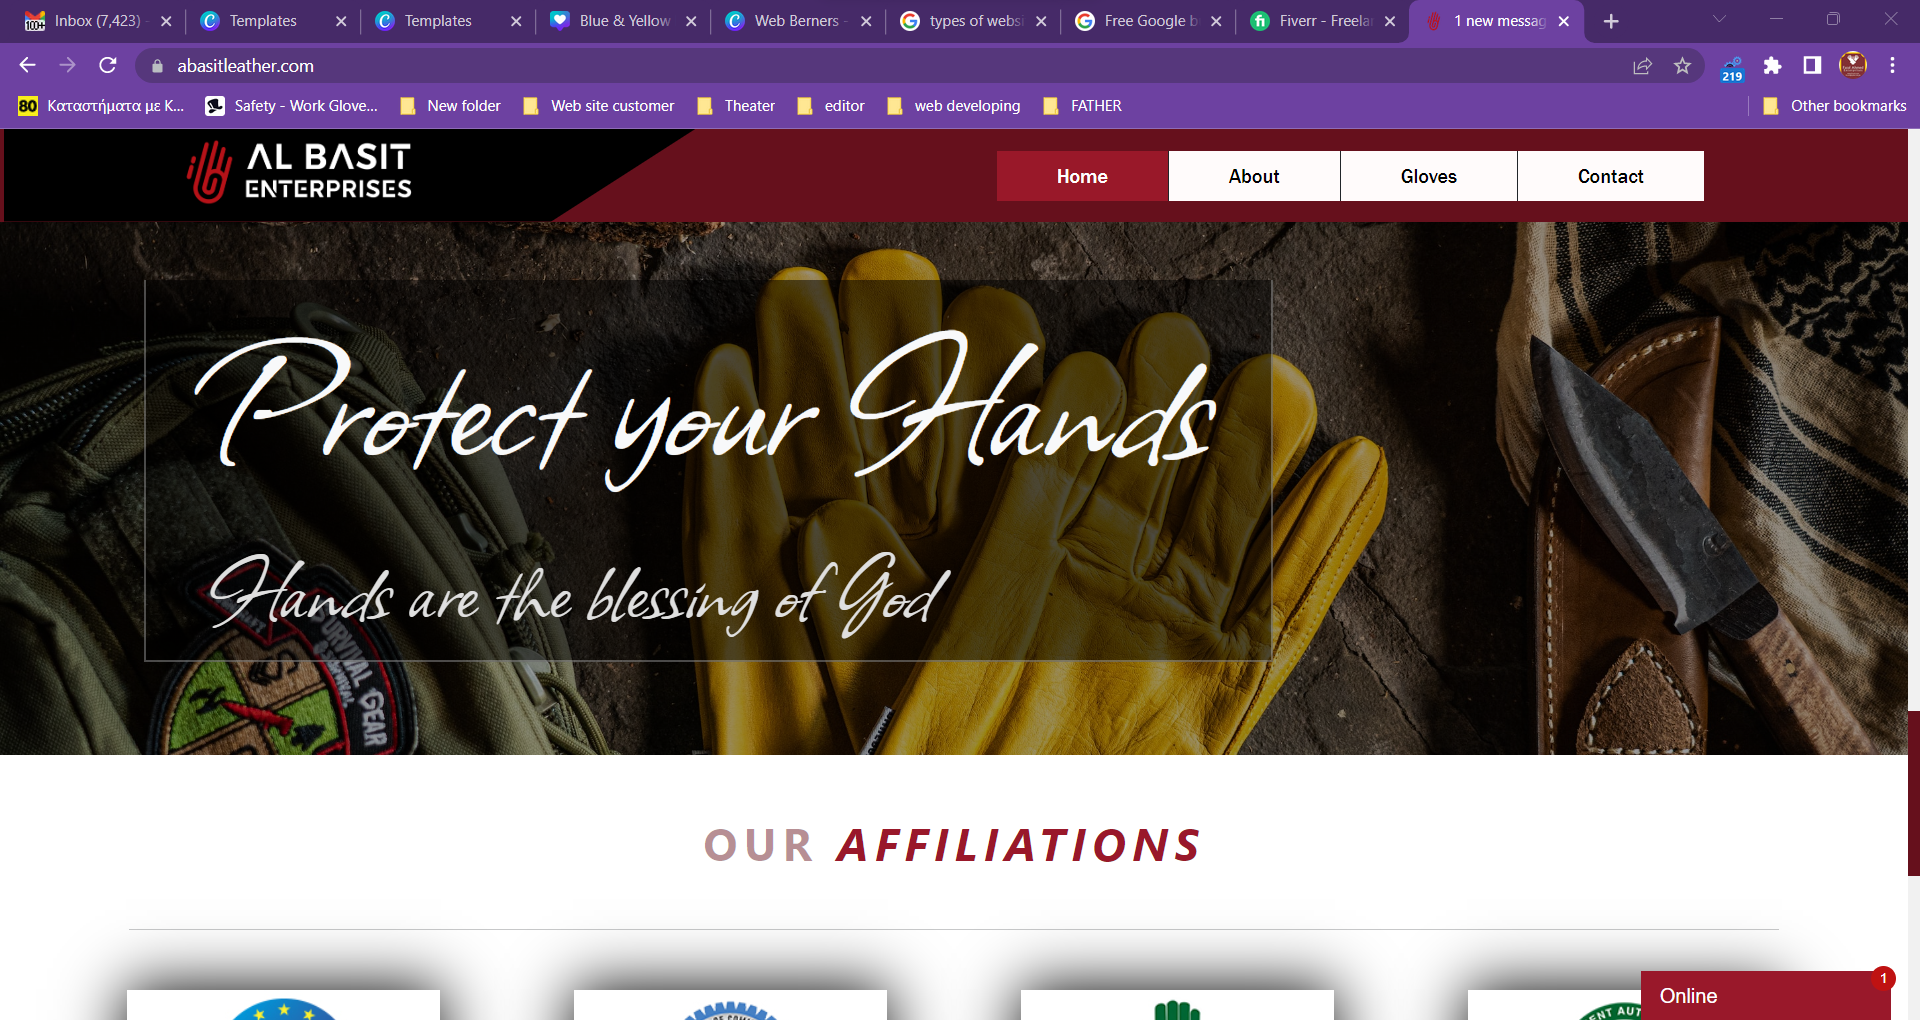 Inbox (7,423) -
Templates
Templates
Blue & Yellow
Web Berners -
types of websi
Free Google b
Fiverr - Freelan
1 new messag
abasitleather.com
219
80
Καταστήματα με Κ...
Safety - Work Glove...
New folder
Web site customer
Theater
editor
web developing
FATHER
Other bookmarks
AL BASIT
ENTERPRISES
Home
About
Gloves
Contact
Protect your Hands
Hands are the blessing of God
SURVIVAL GEAR
OUR AFFILIATIONS
1
Online